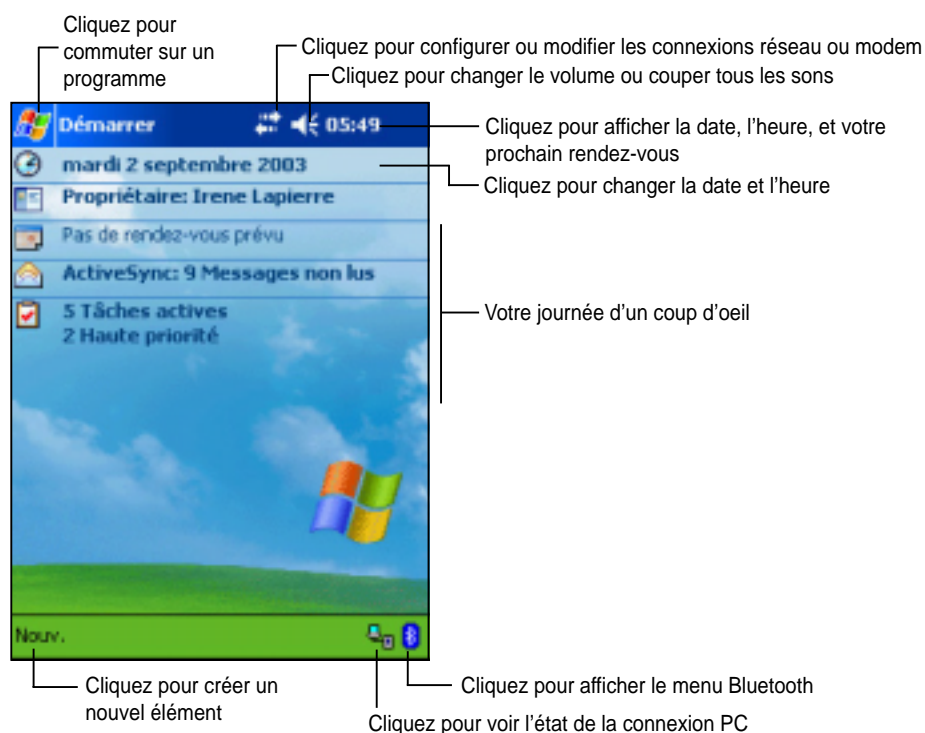 Cliquez pour
commuter sur un
programme
Cliquez pour configurer ou modifier les connexions réseau ou modem
Cliquez pour changer le volume ou couper tous les sons
Démarrer 05:49
Cliquez pour afficher la date, l'heure, et votre
prochain rendez-vous
mardi 2 septembre 2003
Cliquez pour changer la date et l'heure
Propriétaire: Irene Lapierre
Pas de rendez-vous prévu
ActiveSync: 9 Messages non lus
5 Tâches actives
2 Haute priorité
Votre journée d'un coup d'oeil
Nouv.
Cliquez pour créer un
nouvel élément
Cliquez pour afficher le menu Bluetooth
Cliquez pour voir l'état de la connexion PC